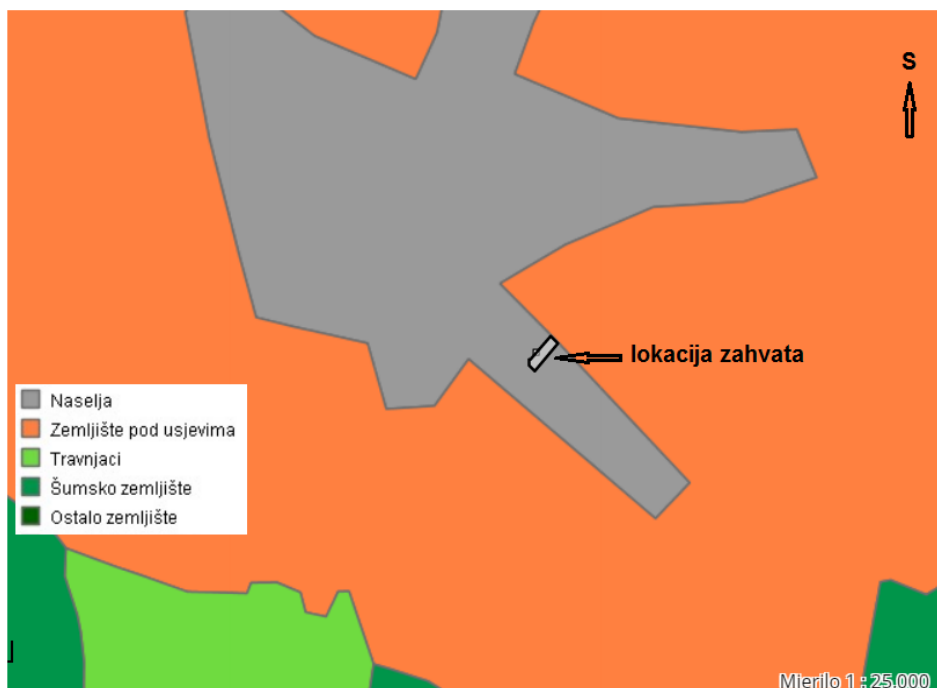 S
lokacija zahvata
Naselja
Zemljište pod usjevima
Travnjaci
Šumsko zemljište
Ostalo zemljište
Mjerilo 1 : 25.000